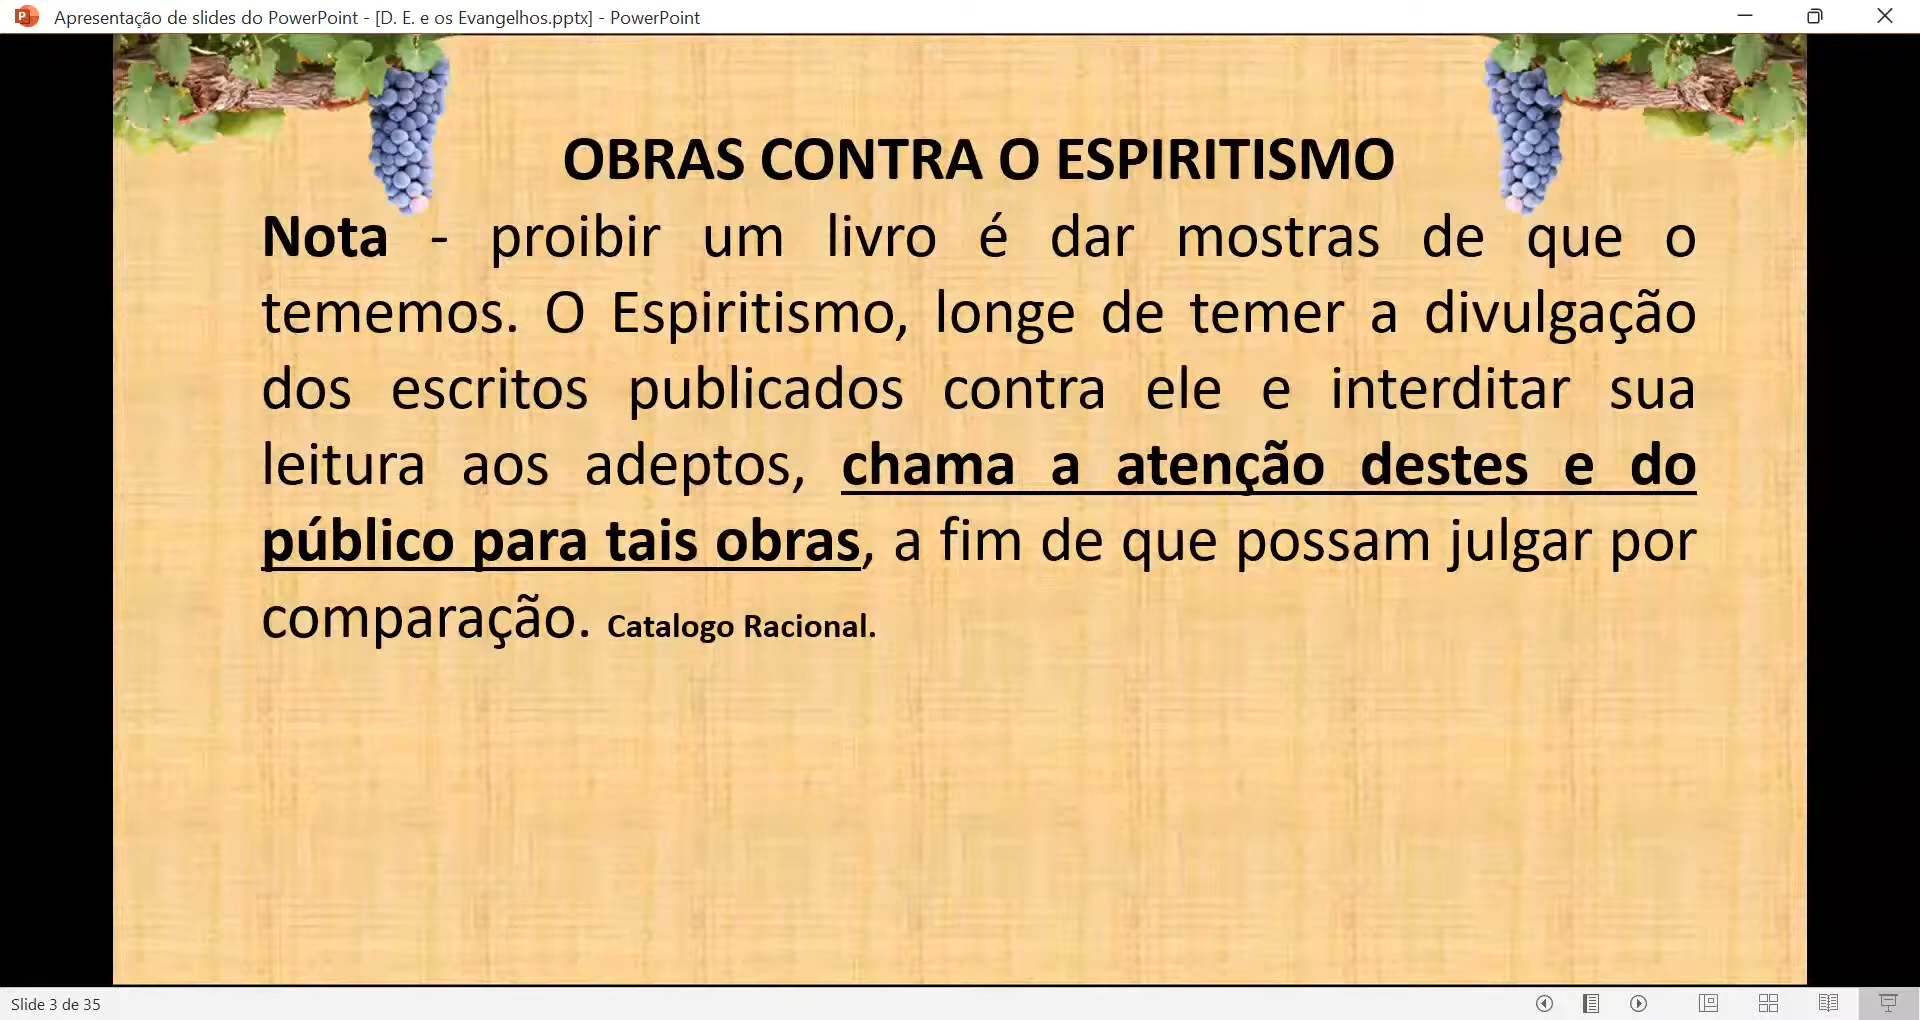 Apresentação de slides do PowerPoint - [D. E. e os Evangelhos.pptx] - PowerPoint
OBRAS CONTRA O ESPIRITISMO
Nota - proibir um livro é dar mostras de que o
tememos. O Espiritismo, longe de temer a divulgação
dos escritos publicados contra ele e interditar sua
leitura aos adeptos, chama a atenção destes e do
público para tais obras, a fim de que possam julgar por
comparação. Catalogo Racional.
Slide 3 de 35